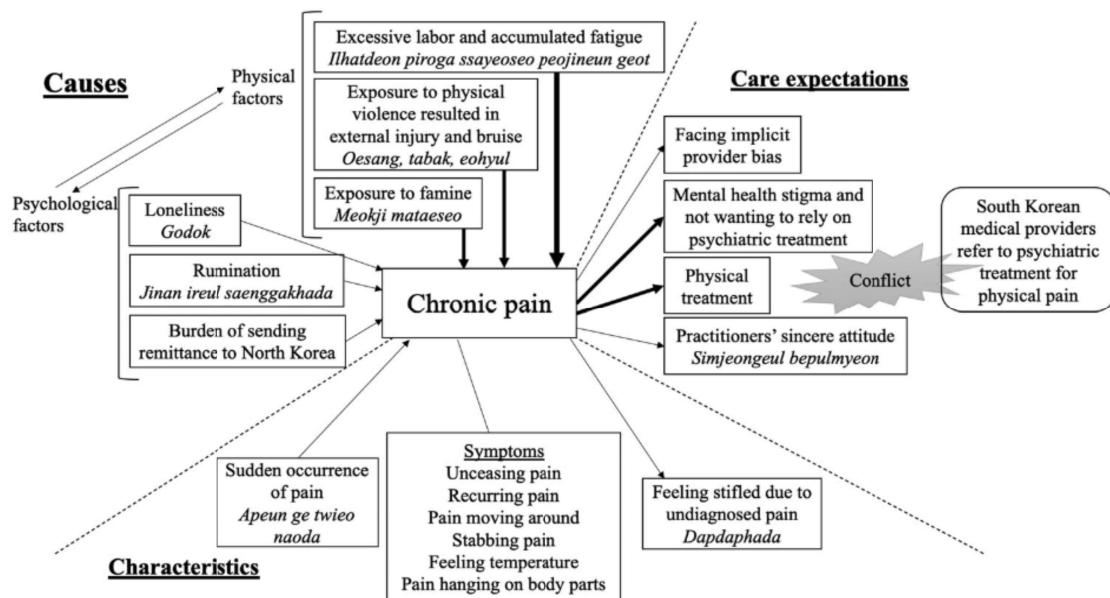 Causes
Physical
factors
Psychological
factors
Excessive labor and accumulated fatigue
Ilhatdeon piroga ssayeoseo peojineun geot
Exposure to physical
violence resulted in
external injury and bruise
Oesang, tabak, eohyul
Exposure to famine
Meokji mataeseo
Loneliness
Godok
Rumination
Jinan ireul saenggakhada
Burden of sending
remittance to North Korea
Chronic pain
Care expectations
Facing implicit
provider bias
Mental health stigma and
not wanting to rely on
psychiatric treatment
Physical
treatment
Practitioners’ sincere attitude
Simjeongeul bepulmyeon
Conflict
South Korean
medical providers
refer to psychiatric
treatment for
physical pain
Characteristics
Sudden occurrence
of pain
Apeun ge twieo
naoda
Symptoms
Unceasing pain
Recurring pain
Pain moving around
Stabbing pain
Feeling temperature
Pain hanging on body parts
Feeling stifled due to
undiagnosed pain
Dapdaphada